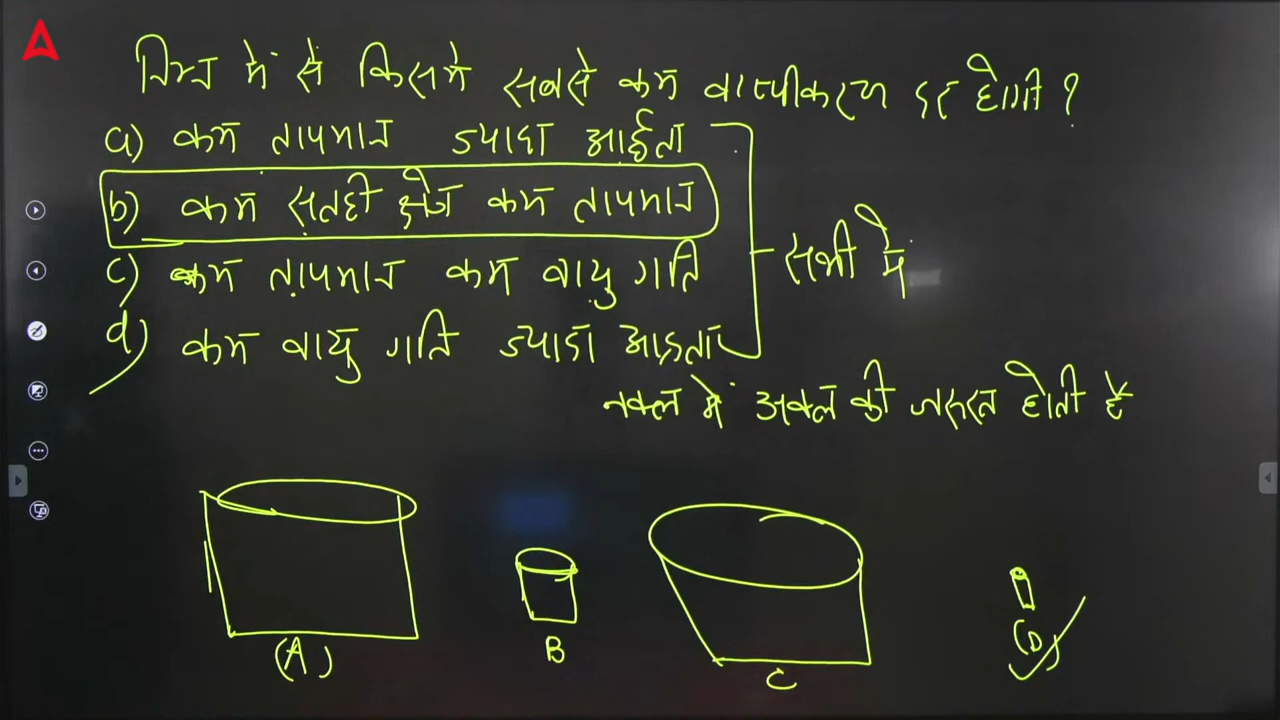 निम्न में से किसमे सबसे कम वाष्पीकरण दर होगी ?
a) कम तापमान ज्यादा आर्द्रता
b) कम सतही क्षेत्र कम तापमान
c) कम तापमान कम वायु गति
d) कम वायु गति ज्यादा आद्रता
सभी मे
नकल में अकल की जरूरत होती है
(A)
B
C
(D)